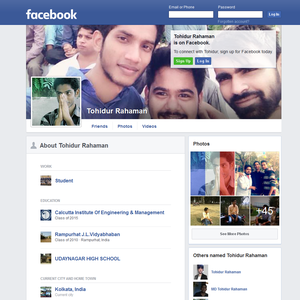 facebook
Email or Phone
Password
Log In
Forgotten account?
Tohidur Rahaman
is on Facebook.
To connect with Tohidur, sign up for Facebook today.
Sign Up
Log In
Tohidur Rahaman
Friends
Photos
Videos
About Tohidur Rahaman
WORK
Student
EDUCATION
Calcutta Institute Of Engineering & Management
Class of 2016
Rampurhat J.L.Vidyabhaban
Class of 2010 · Rampurhat India
UDAYNAGAR HIGH SCHOOL
CURRENT CITY AND HOME TOWN
Kolkata, India
Current city
Photos
+45
See More Photos
Others named Tohidur Rahaman
Tohidur Rahaman
MD Tohidur Rahaman